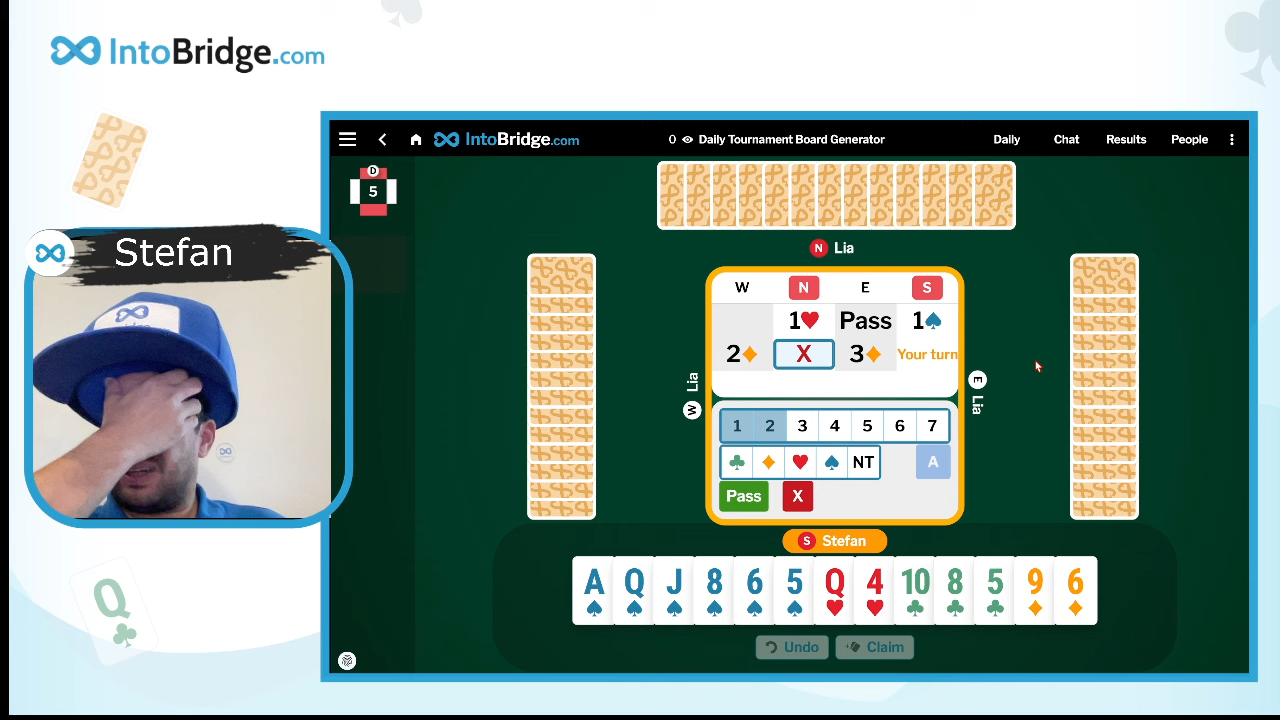 IntoBridge.com
Stefan
IntoBridge.com
0 Daily Tournament Board Generator
Daily Chat Results People
D
5
N Lia
W N E S
1♥ Pass 1♠
2♦ X 3♦ Your turn
W Lia
E Lia
1 2 3 4 5 6 7
♣ ♦ ♥ ♠ NT A
Pass X
S Stefan
A♠ Q♠ J♠ 8♠ 6♠ 5♠ Q♥ 4♥ 10♣ 8♣ 5♣ 9♦ 6♦
Undo Claim
Q♣